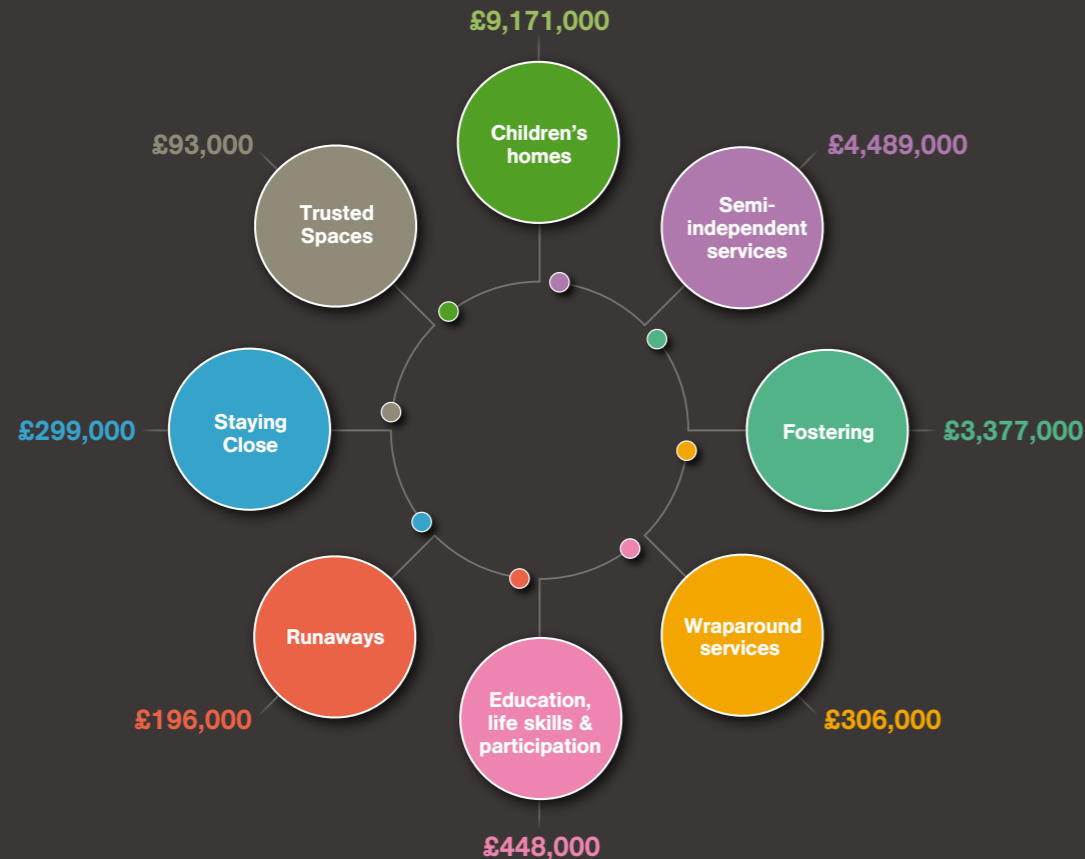 £9,171,000
Children’s
homes
£4,489,000
Semi-
independent
services
Fostering
£3,377,000
Wraparound
services
£306,000
Education,
life skills &
participation
£448,000
Runaways
£196,000
Staying
Close
£299,000
Trusted
Spaces
£93,000